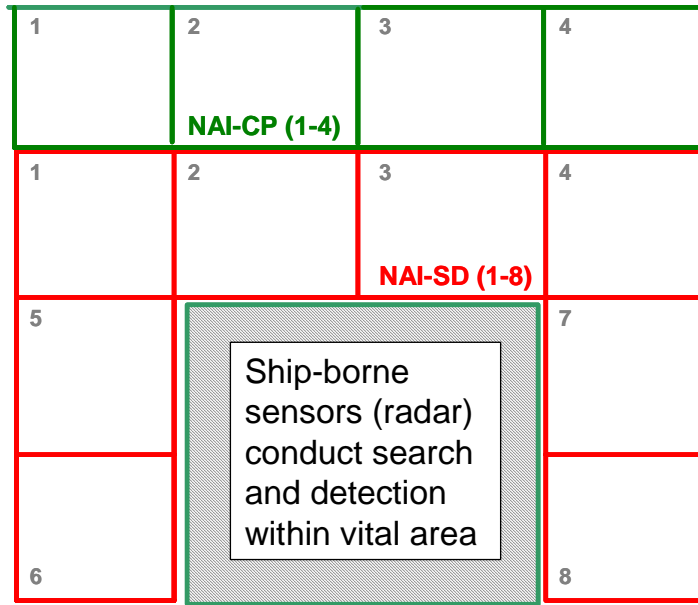 1
2
3
4
NAI-CP (1-4)
1
2
3
4
NAI-SD (1-8)
5
7
Ship-borne
sensors (radar)
conduct search
and detection
within vital area
6
8